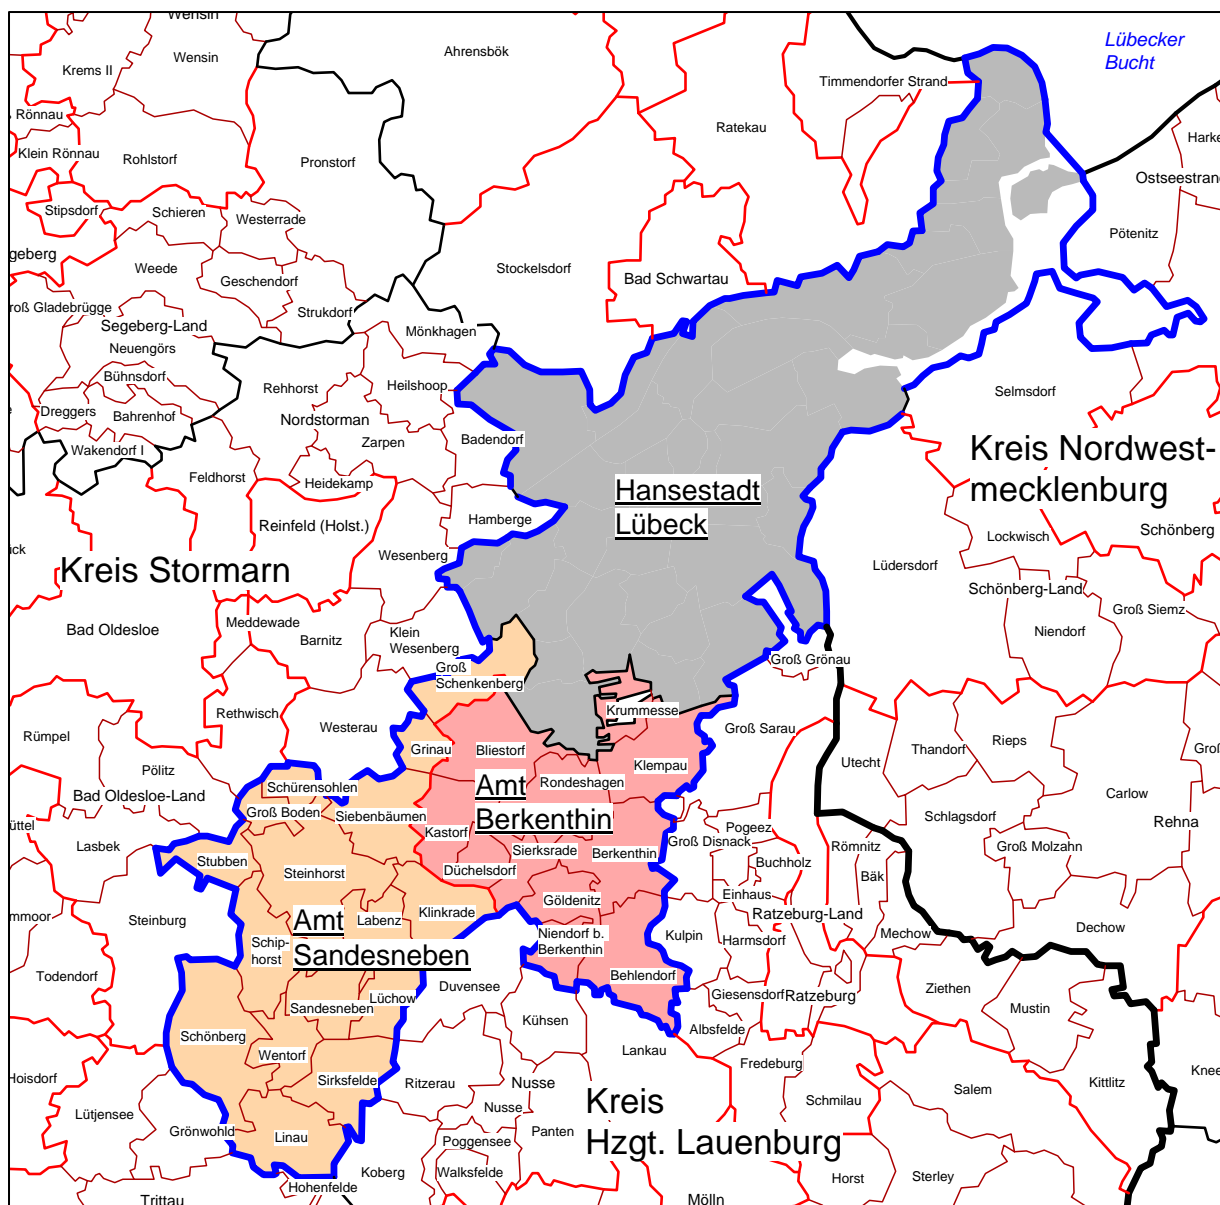 Wensin
Lübecker
Bucht
Ahrensbök
Wensin
Krems II
Timmendorfer Strand
Rönnau
Ratekau
Harke
Klein Rönnau
Rohlstorf
Pronstorf
Ostseestrand
Stipsdorf
Schieren
Westerrade
Pötenitz
geberg
Weede
Stockelsdorf
Geschendorf
Bad Schwartau
roß Gladebrügge
Strukdorf
Segeberg-Land
Mönkhagen
Neuengörs
Bühnsdorf
Rehhorst
Heilshoop
Selmsdorf
Dreggers
Bahrenhof
Nordstorman
Zarpen
Badendorf
Wakendorf I
Kreis Nordwest-
mecklenburg
Feldhorst
Heidekamp
Hansestadt
Lübeck
Reinfeld (Holst.)
Hamberge
Schönberg
Lockwisch
ück
Wesenberg
Kreis Stormarn
Lüdersdorf
Schönberg-Land
Groß Siemz
Meddewade
Niendorf
Bad Oldesloe
Barnitz
Klein
Wesenberg
Groß
Schenkenberg
Groß Grönau
Rethwisch
Krummesse
Westerau
Groß Sarau
Rümpel
Grinau
Bliestorf
Rieps
Thandorf
Groß
Pölitz
Klempau
Utecht
Schürensohlen
Amt
Berkenthin
Rondeshagen
Bad Oldesloe-Land
Carlow
Groß Boden
Siebenbäumen
Schlagsdorf
Rehna
üttel
Kastorf
Pogeez
Groß Disnack
Römnitz
Lasbek
Sierksrade
Berkenthin
Groß Molzahn
Stubben
Buchholz
Steinhorst
Düchelsdorf
Bäk
Einhaus
Göldenitz
mmoor
Steinburg
Amt
Sandesneben
Labenz
Klinkrade
Ratzeburg-Land
Dechow
Niendorf b.
Berkenthin
Kulpin
Harmsdorf
Mechow
Schip-
horst
Todendorf
Behlendorf
Duvensee
Ziethen
Lüchow
Giesensdorf
Ratzeburg
Sandesneben
Mustin
Kühsen
Albsfelde
Schönberg
Lankau
Wentorf
Fredeburg
Knee
Hoisdorf
Sirksfelde
Ritzerau
Nusse
Salem
Kittlitz
Kreis
Hzgt. Lauenburg
Schmilau
Lütjensee
Nusse
Grönwohld
Panten
Linau
Poggensee
Koberg
Walksfelde
Horst
Sterley
Hohenfelde
Trittau
Mölln